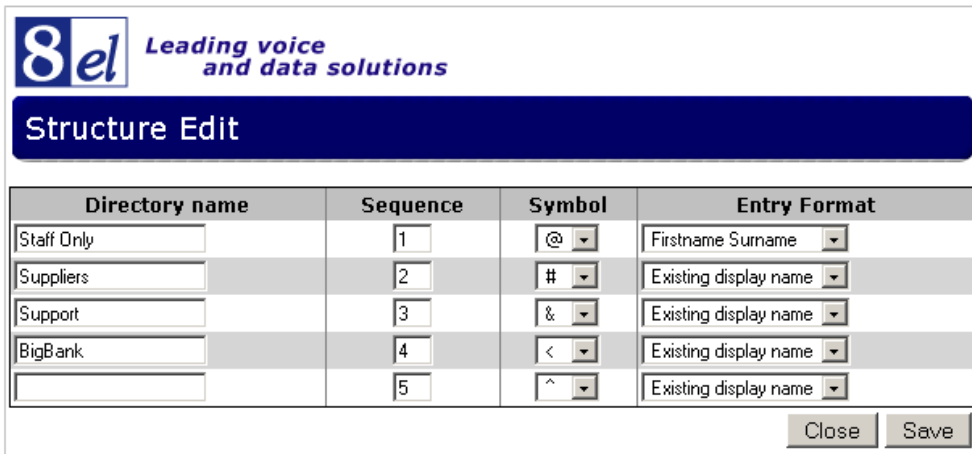 8el Leading voice
and data solutions
Structure Edit
Directory name Sequence Symbol Entry Format
Staff Only 1 @ Firstname Surname
Suppliers 2 # Existing display name
Support 3 & Existing display name
BigBank 4 < Existing display name
5 ^ Existing display name
Close Save